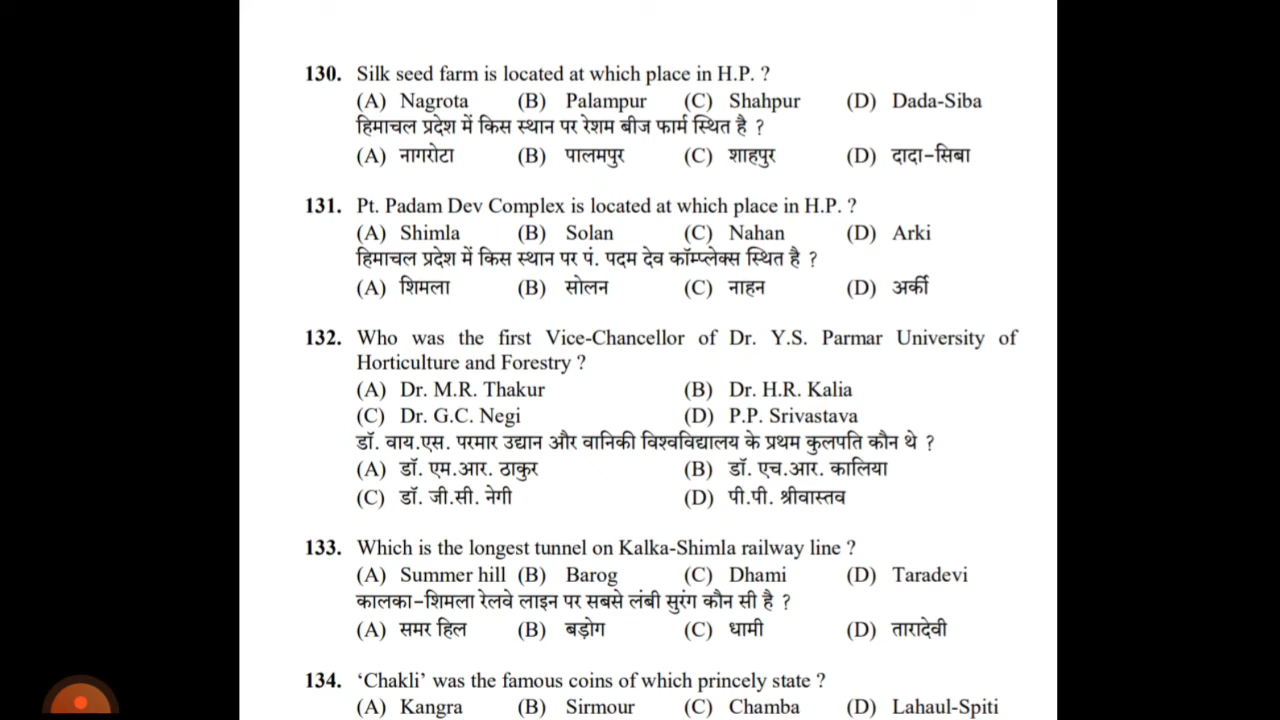 130. Silk seed farm is located at which place in H.P. ?
(A) Nagrota (B) Palampur (C) Shahpur (D) Dada-Siba
हिमाचल प्रदेश में किस स्थान पर रेशम बीज फार्म स्थित है ?
(A) नागरोटा (B) पालमपुर (C) शाहपुर (D) दादा-सिबा
131. Pt. Padam Dev Complex is located at which place in H.P. ?
(A) Shimla (B) Solan (C) Nahan (D) Arki
हिमाचल प्रदेश में किस स्थान पर पं. पदम देव कॉम्प्लेक्स स्थित है ?
(A) शिमला (B) सोलन (C) नाहन (D) अर्की
132. Who was the first Vice-Chancellor of Dr. Y.S. Parmar University of
Horticulture and Forestry ?
(A) Dr. M.R. Thakur (B) Dr. H.R. Kalia
(C) Dr. G.C. Negi (D) P.P. Srivastava
डॉ. वाय.एस. परमार उद्यान और वानिकी विश्वविद्यालय के प्रथम कुलपति कौन थे ?
(A) डॉ. एम.आर. ठाकुर (B) डॉ. एच.आर. कालिया
(C) डॉ. जी.सी. नेगी (D) पी.पी. श्रीवास्तव
133. Which is the longest tunnel on Kalka-Shimla railway line ?
(A) Summer hill (B) Barog (C) Dhami (D) Taradevi
कालका-शिमला रेलवे लाइन पर सबसे लंबी सुरंग कौन सी है ?
(A) समर हिल (B) बड़ोग (C) धामी (D) तारादेवी
134. ‘Chakli’ was the famous coins of which princely state ?
(A) Kangra (B) Sirmour (C) Chamba (D) Lahaul-Spiti